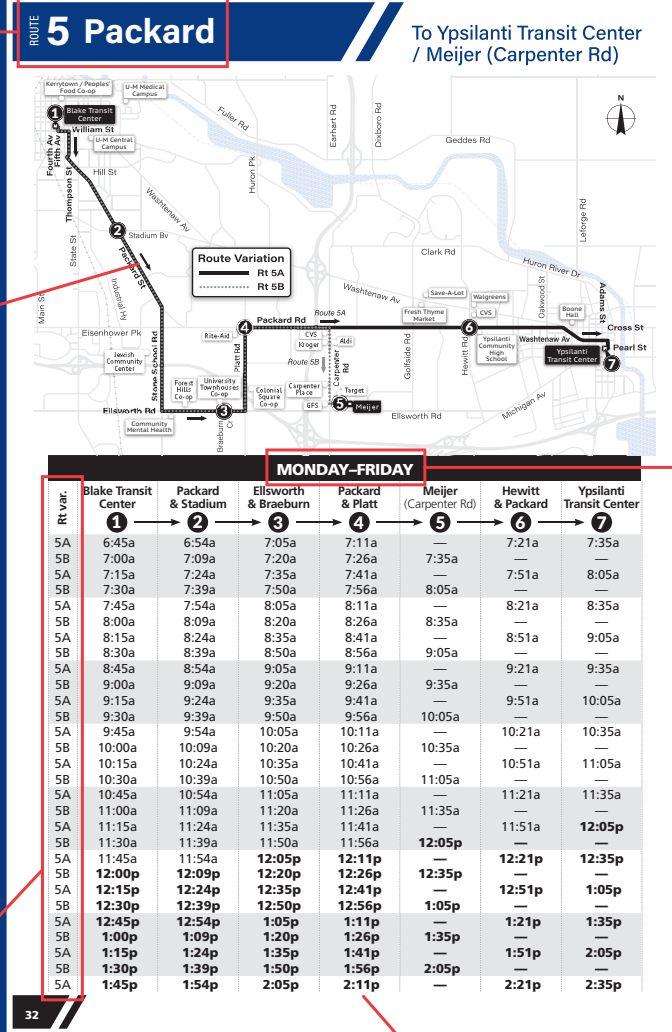 ROUTE 5 Packard
To Ypsilanti Transit Center
/ Meijer (Carpenter Rd)
Kerrytown / Peoples'
Food Co-op
U-M Medical
Campus
1 Blake Transit
Center
William St
U-M Central
Campus
Fourth Av
Fifth Av
Thompson St
Hill St
Fuller Rd
Huron Pk
Earhart Rd
Dixboro Rd
Geddes Rd
N
Washtenaw Av
2
Stadium Bv
Packard St
State St
Industrial Hy
Main St
Route Variation
Rt 5A
Rt 5B
Clark Rd
Huron River Dr
Leforge Rd
Oakwood St
Adams St
Washtenaw Av
Save-A-Lot
Walgreens
Fresh Thyme
Market
CVS
Boone
Hall
Cross St
Pearl St
Eisenhower Pk
Stone School Rd
Rite-Aid
4
Packard Rd
Route 5A
CVS
Kroger
Aldi
Route 5B
Carpenter
Rd
Golfside Rd
6
Hewitt Rd
Ypsilanti
Community
High
School
Washtenaw Av
Ypsilanti
Transit Center
7
Jewish
Community
Center
Platt Rd
Forest
Hills
Co-op
University
Townhouses
Co-op
Colonial
Square
Co-op
Carpenter
Place
GFS
Target
5 Meijer
Michigan Av
Ellsworth Rd
3
Ellsworth Rd
Community
Mental Health
Braeburn
Cr
MONDAY–FRIDAY
Rt var.
Blake Transit Center 1
Packard & Stadium 2
Ellsworth & Braeburn 3
Packard & Platt 4
Meijer (Carpenter Rd) 5
Hewitt & Packard 6
Ypsilanti Transit Center 7
5A 6:45a 6:54a 7:05a 7:11a — 7:21a 7:35a
5B 7:00a 7:09a 7:20a 7:26a 7:35a — —
5A 7:15a 7:24a 7:35a 7:41a — 7:51a 8:05a
5B 7:30a 7:39a 7:50a 7:56a 8:05a — —
5A 7:45a 7:54a 8:05a 8:11a — 8:21a 8:35a
5B 8:00a 8:09a 8:20a 8:26a 8:35a — —
5A 8:15a 8:24a 8:35a 8:41a — 8:51a 9:05a
5B 8:30a 8:39a 8:50a 8:56a 9:05a — —
5A 8:45a 8:54a 9:05a 9:11a — 9:21a 9:35a
5B 9:00a 9:09a 9:20a 9:26a 9:35a — —
5A 9:15a 9:24a 9:35a 9:41a — 9:51a 10:05a
5B 9:30a 9:39a 9:50a 9:56a 10:05a — —
5A 9:45a 9:54a 10:05a 10:11a — 10:21a 10:35a
5B 10:00a 10:09a 10:20a 10:26a 10:35a — —
5A 10:15a 10:24a 10:35a 10:41a — 10:51a 11:05a
5B 10:30a 10:39a 10:50a 10:56a 11:05a — —
5A 10:45a 10:54a 11:05a 11:11a — 11:21a 11:35a
5B 11:00a 11:09a 11:20a 11:26a 11:35a — —
5A 11:15a 11:24a 11:35a 11:41a — 11:51a 12:05p
5B 11:30a 11:39a 11:50a 11:56a 12:05p — —
5A 11:45a 11:54a 12:05p 12:11p — 12:21p 12:35p
5B 12:00p 12:09p 12:20p 12:26p 12:35p — —
5A 12:15p 12:24p 12:35p 12:41p — 12:51p 1:05p
5B 12:30p 12:39p 12:50p 12:56p 1:05p — —
5A 12:45p 12:54p 1:05p 1:11p — 1:21p 1:35p
5B 1:00p 1:09p 1:20p 1:26p 1:35p — —
5A 1:15p 1:24p 1:35p 1:41p — 1:51p 2:05p
5B 1:30p 1:39p 1:50p 1:56p 2:05p — —
5A 1:45p 1:54p 2:05p 2:11p — 2:21p 2:35p
32